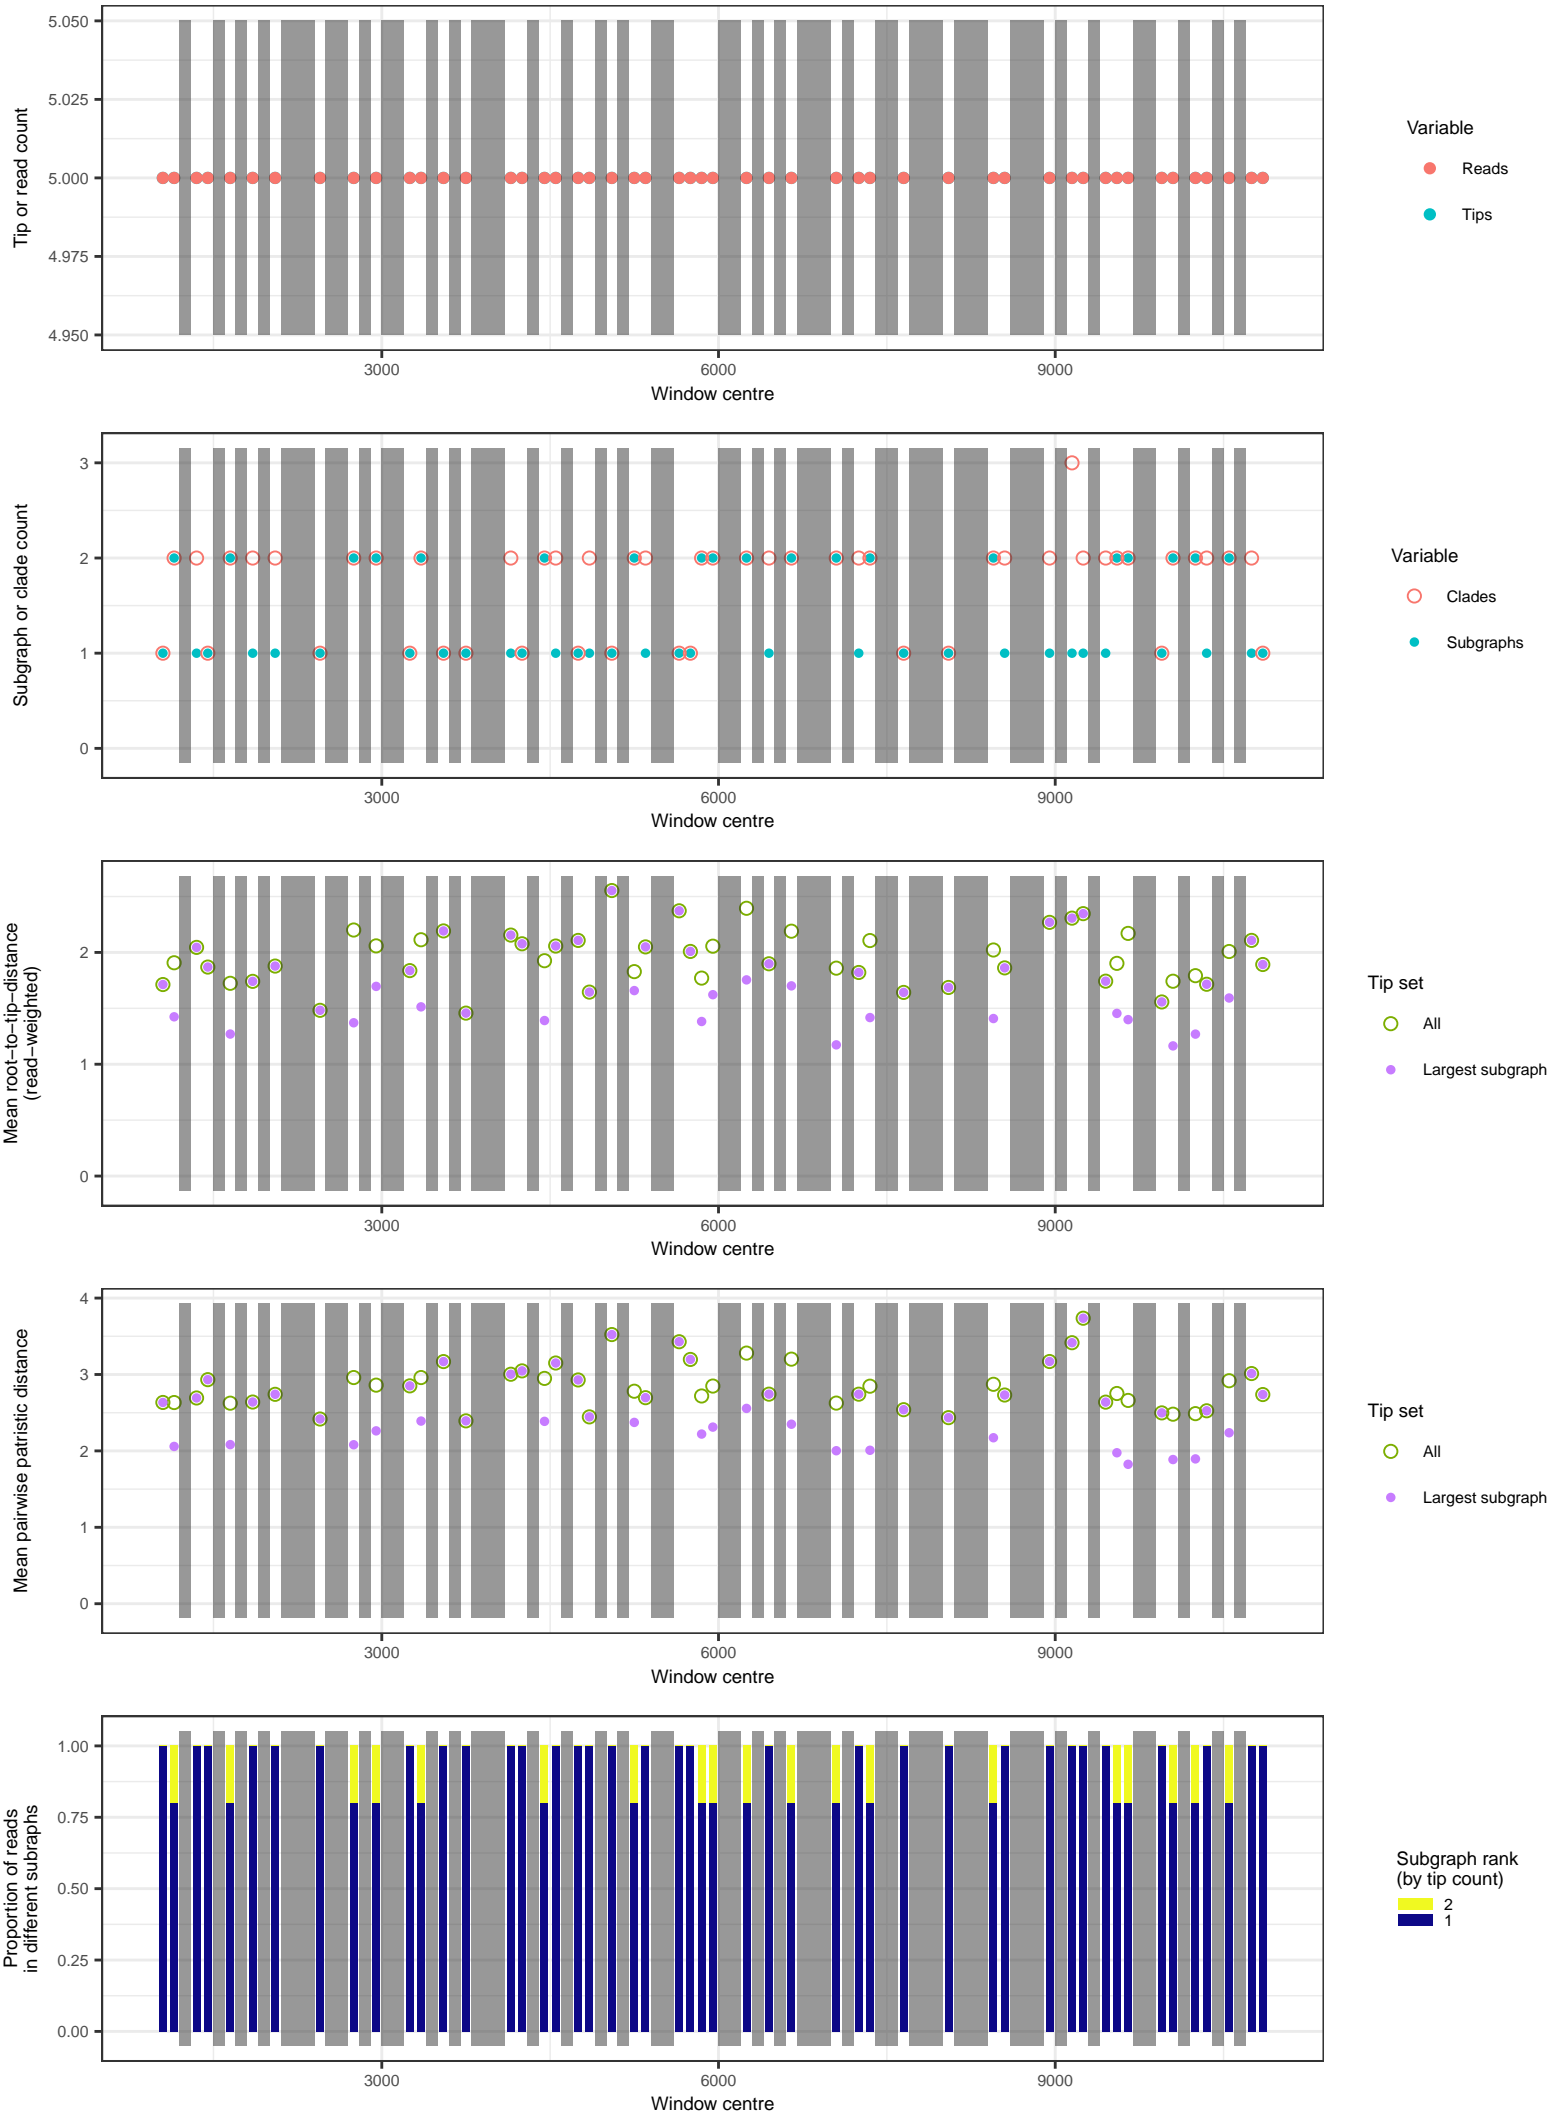 5.050
5.025
5.000
4.975
4.950
Tip or read count
3000
6000
9000
Window centre
Variable
Reads
Tips
3
2
1
0
Subgraph or clade count
3000
6000
9000
Window centre
Variable
Clades
Subgraphs
2
1
0
Mean root−to−tip−distance
(read−weighted)
3000
6000
9000
Window centre
Tip set
All
Largest subgraph
4
3
2
1
0
Mean pairwise patristic distance
3000
6000
9000
Window centre
Tip set
All
Largest subgraph
1.00
0.75
0.50
0.25
0.00
Proportion of reads
in different subraphs
3000
6000
9000
Window centre
Subgraph rank
(by tip count)
2
1